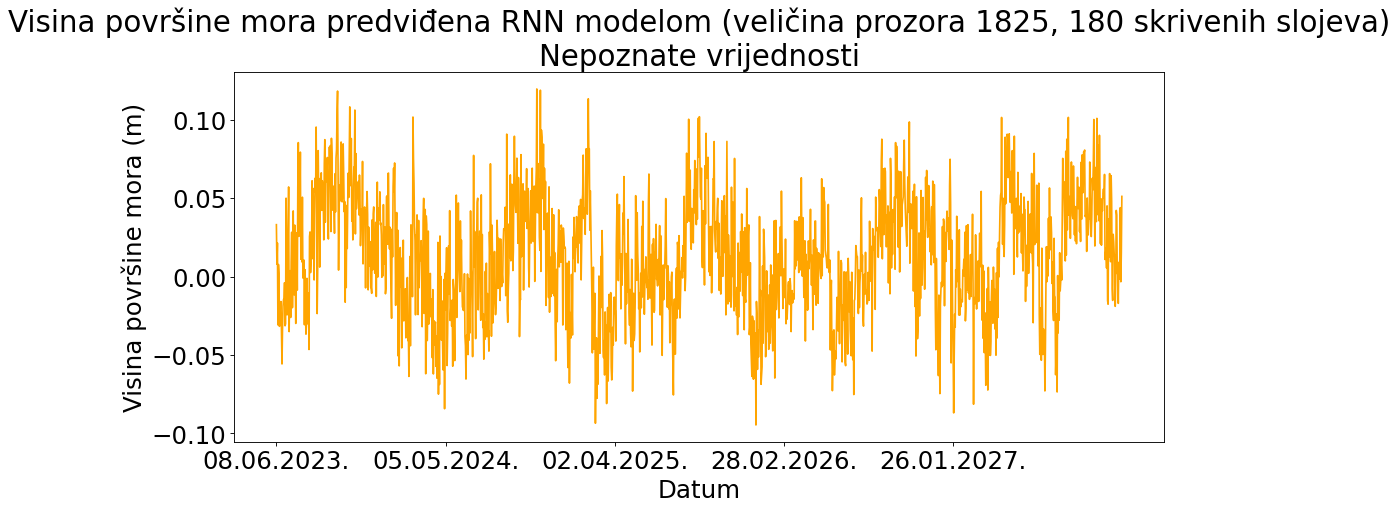 Visina površine mora predviđena RNN modelom (veličina prozora 1825, 180 skrivenih slojeva)
Nepoznate vrijednosti
Visina površine mora (m)
0.10
0.05
0.00
−0.05
−0.10
08.06.2023. 05.05.2024. 02.04.2025. 28.02.2026. 26.01.2027.
Datum